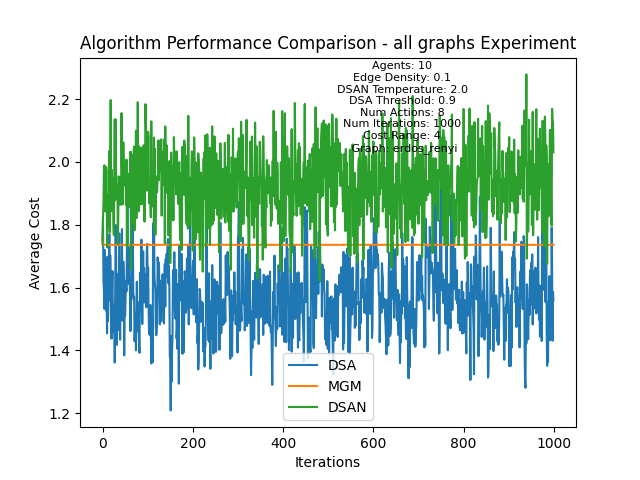 Algorithm Performance Comparison - all graphs Experiment
Agents: 10
Edge Density: 0.1
DSAN Temperature: 2.0
DSA Threshold: 0.9
Num Actions: 8
Num Iterations: 1000
Cost Range: 4
Graph: erdos_renyi
Average Cost
2.2
2.0
1.8
1.6
1.4
1.2
DSA
MGM
DSAN
0
200
400
600
800
1000
Iterations